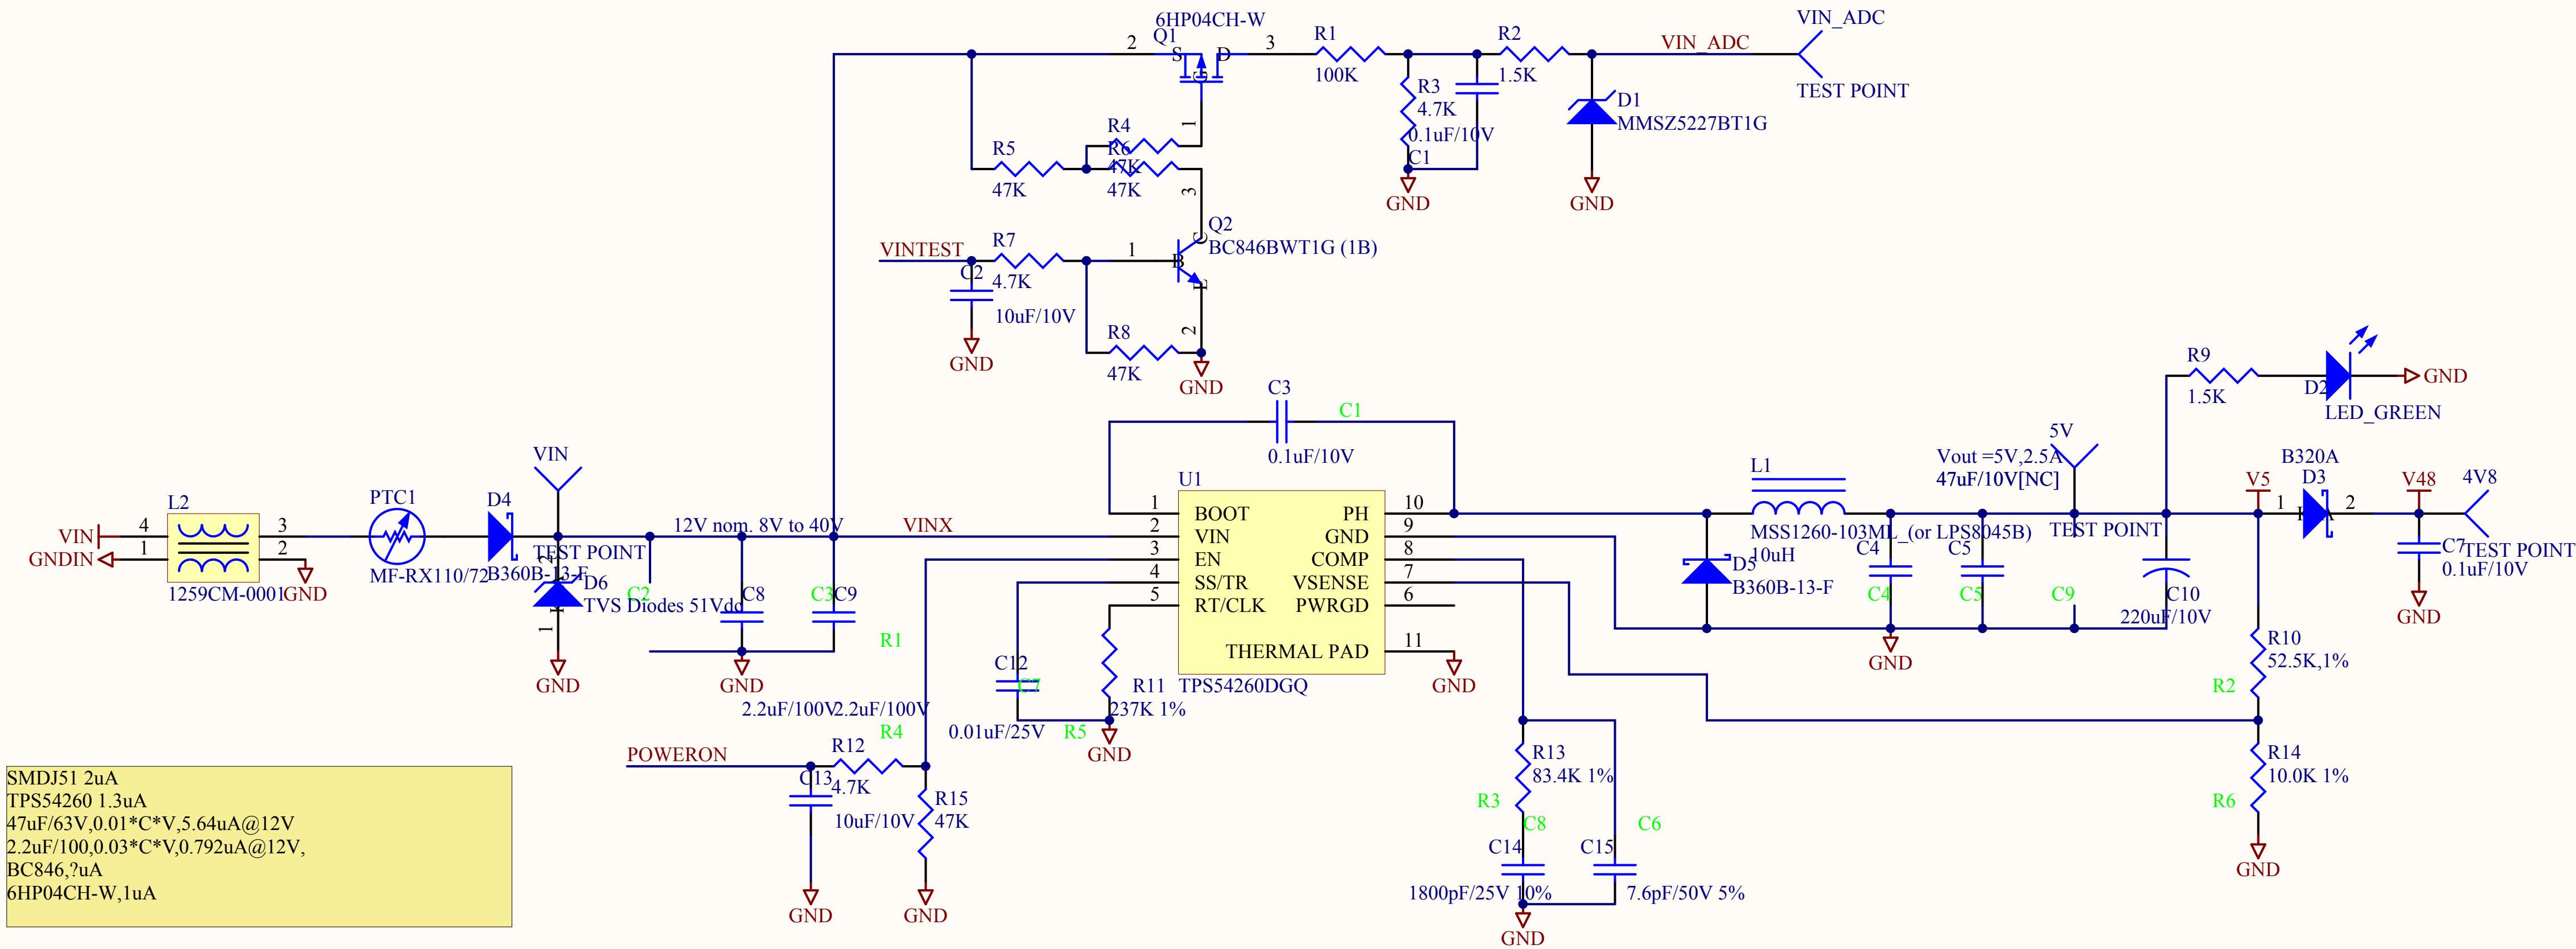 6HP04CH-W
Q1
2
S
D
G
3
1
R1
100K
R2
1.5K
VIN_ADC
VIN_ADC
TEST POINT
R3
4.7K
0.1uF/10V
C1
GND
D1
MMSZ5227BT1G
GND
R4
47K
R5
47K
R6
47K
3
Q2
BC846BWT1G (1B)
C
B
E
1
2
VINTEST
R7
4.7K
C2
10uF/10V
GND
R8
47K
GND
C3
C1
0.1uF/10V
R9
1.5K
D2
LED_GREEN
GND
VIN
GNDIN
4
1
L2
3
2
1259CM-0001
GND
PTC1
MF-RX110/72
D4
B360B-13-F
VIN
TEST POINT
2
D6
TVS Diodes 51Vdc
1
GND
12V nom. 8V to 40V
VINX
C2
C8
2.2uF/100V
C3
C9
2.2uF/100V
GND
R1
R4
U1
1 BOOT
2 VIN
3 EN
4 SS/TR
5 RT/CLK
PH 10
GND 9
COMP 8
VSENSE 7
PWRGD 6
THERMAL PAD 11
TPS54260DGQ
GND
C12
C7
0.01uF/25V
R11
237K 1%
R5
GND
L1
MSS1260-103ML_(or LPS8045B)
10uH
D5
B360B-13-F
Vout =5V,2.5A
47uF/10V[NC]
5V
TEST POINT
C4
C4
C5
C5
C9
C10
220uF/10V
GND
V5
B320A
D3
1
2
V48
4V8
TEST POINT
C7
0.1uF/10V
GND
R10
52.5K,1%
R2
R14
10.0K 1%
R6
GND
POWERON
R12
4.7K
C13
10uF/10V
R15
47K
GND
GND
R13
83.4K 1%
R3
C8
C6
C14
1800pF/25V 10%
C15
7.6pF/50V 5%
GND
SMDJ51 2uA
TPS54260 1.3uA
47uF/63V,0.01*C*V,5.64uA@12V
2.2uF/100,0.03*C*V,0.792uA@12V,
BC846,?uA
6HP04CH-W,1uA